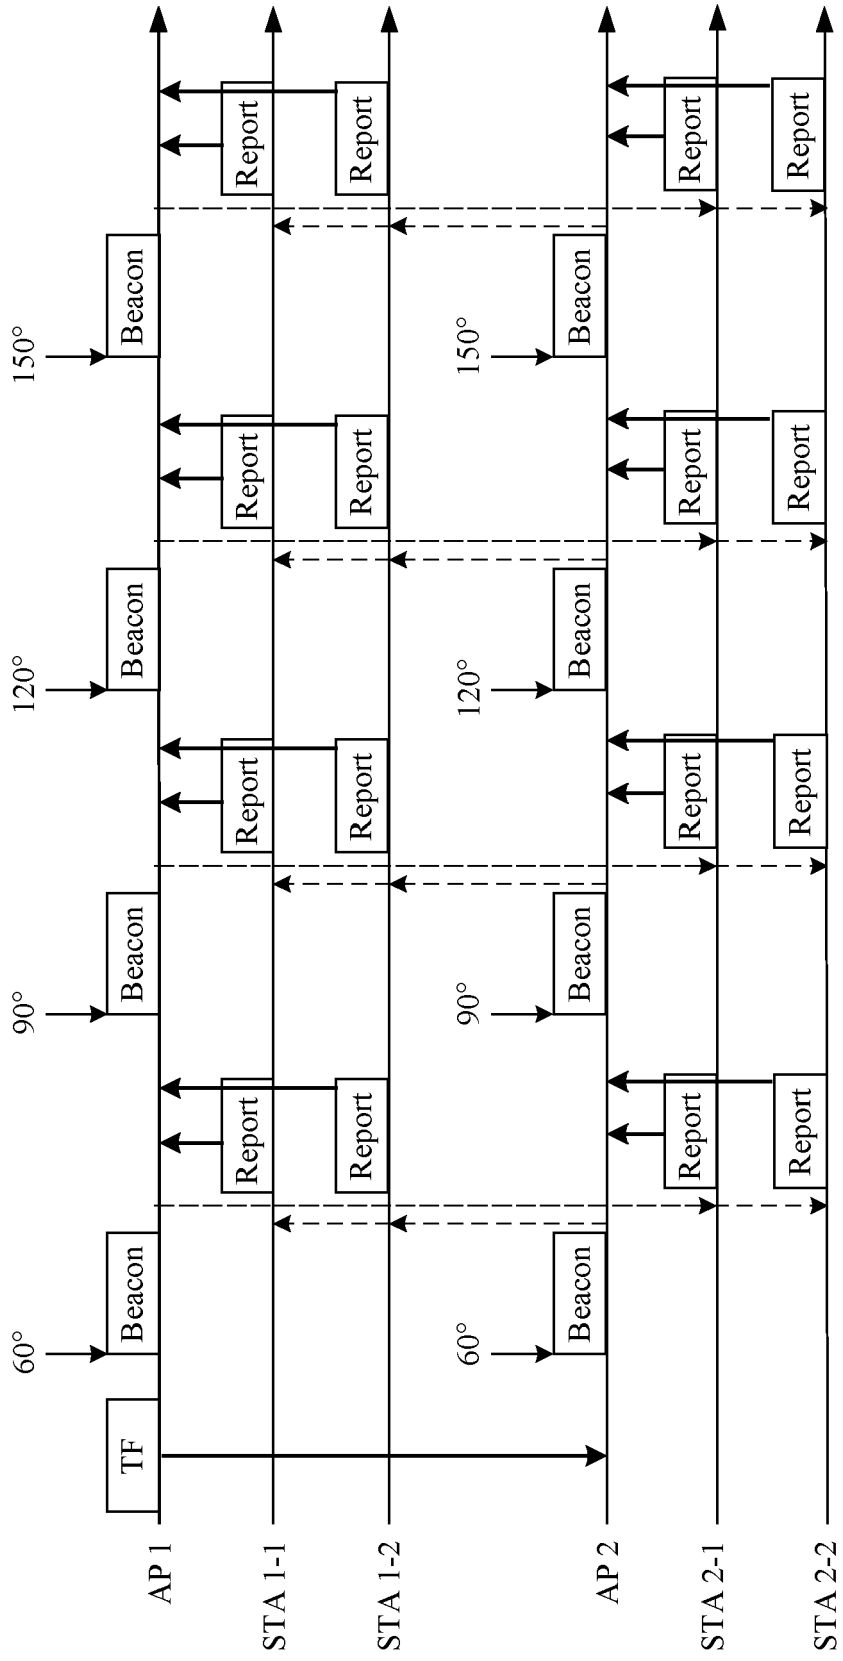 60°
90°
120°
150°
TF
Beacon
Beacon
Beacon
Beacon
AP 1
Report
Report
Report
Report
STA 1-1
Report
Report
Report
Report
STA 1-2
60°
90°
120°
150°
Beacon
Beacon
Beacon
Beacon
AP 2
Report
Report
Report
Report
STA 2-1
Report
Report
Report
Report
STA 2-2